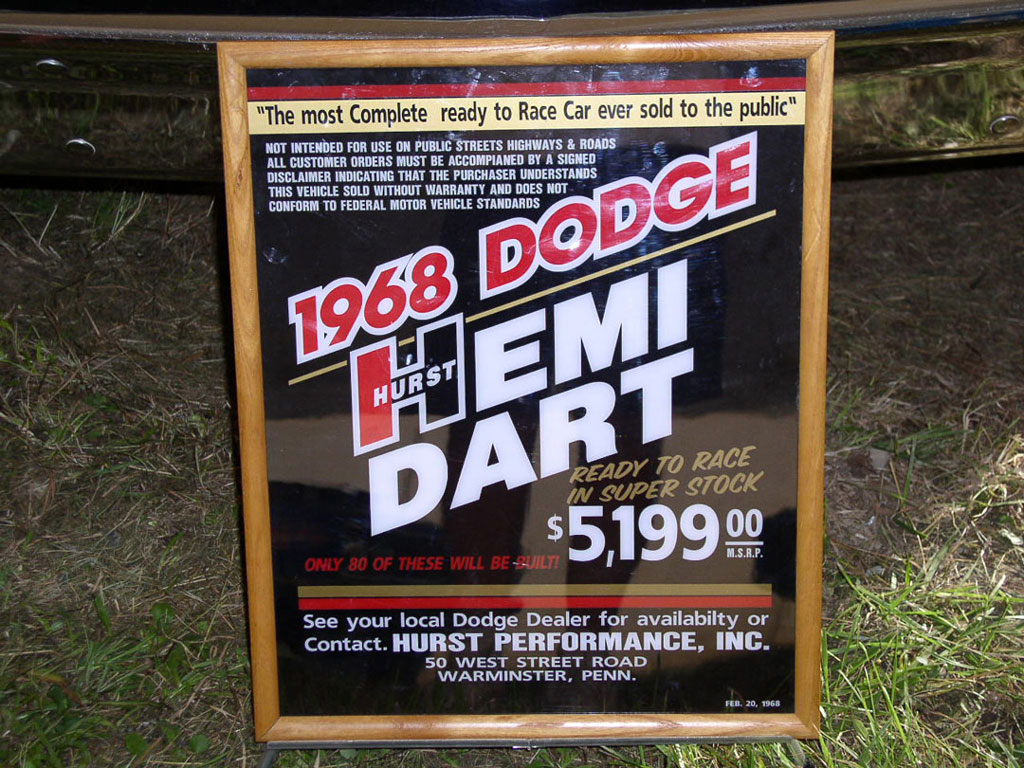 "The most Complete ready to Race Car ever sold to the public"
NOT INTENDED FOR USE ON PUBLIC STREETS HIGHWAYS & ROADS
ALL CUSTOMER ORDERS MUST BE ACCOMPIANED BY A SIGNED
DISCLAIMER INDICATING THAT THE PURCHASER UNDERSTANDS
THIS VEHICLE SOLD WITHOUT WARRANTY AND DOES NOT
CONFORM TO FEDERAL MOTOR VEHICLE STANDARDS
1968 DODGE
HEMI
HURST
DART
READY TO RACE
IN SUPER STOCK
$5,199 00
M.S.R.P.
ONLY 80 OF THESE WILL BE BUILT!
See your local Dodge Dealer for availabilty or
Contact. HURST PERFORMANCE, INC.
50 WEST STREET ROAD
WARMINSTER, PENN.
FEB. 20, 1968